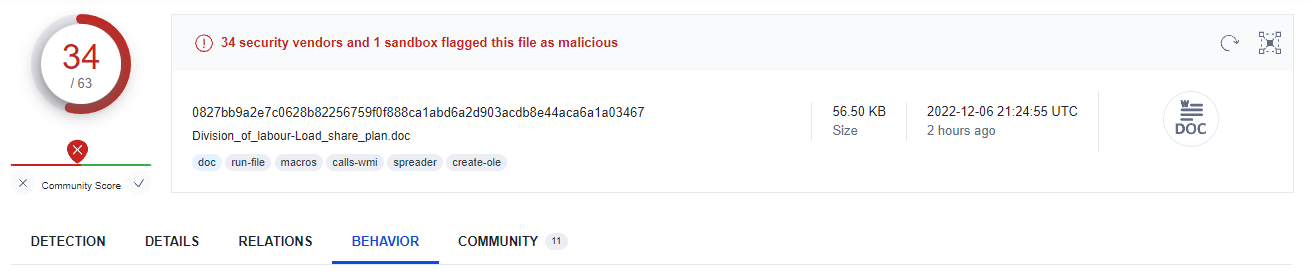 34
/ 63
Community Score
34 security vendors and 1 sandbox flagged this file as malicious
0827bb9a2e7c0628b82256759f0f888ca1abd6a2d903acdb8e44aca6a1a03467
Division_of_labour-Load_share_plan.doc
doc run-file macros calls-wmi spreader create-ole
56.50 KB
Size
2022-12-06 21:24:55 UTC
2 hours ago
W
DOC
DETECTION DETAILS RELATIONS BEHAVIOR COMMUNITY 11